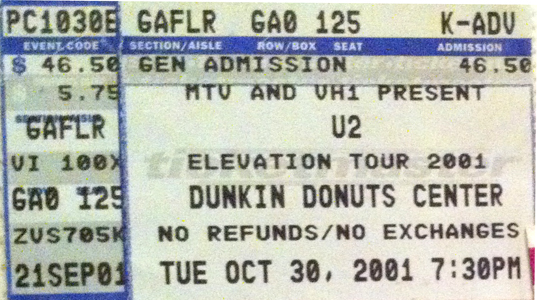 PC1030E GAFLR GA0 125 K-ADV
EVENT CODE SECTION/AISLE ROW/BOX SEAT ADMISSION
$ 46.50 GEN ADMISSION 46.50
5.75 MTV AND VH1 PRESENT
GAFLR U2
VI 100X ELEVATION TOUR 2001
ticketmaster
GA0 125 DUNKIN DONUTS CENTER
ZVS705K NO REFUNDS/NO EXCHANGES
21SEP01 TUE OCT 30, 2001 7:30PM